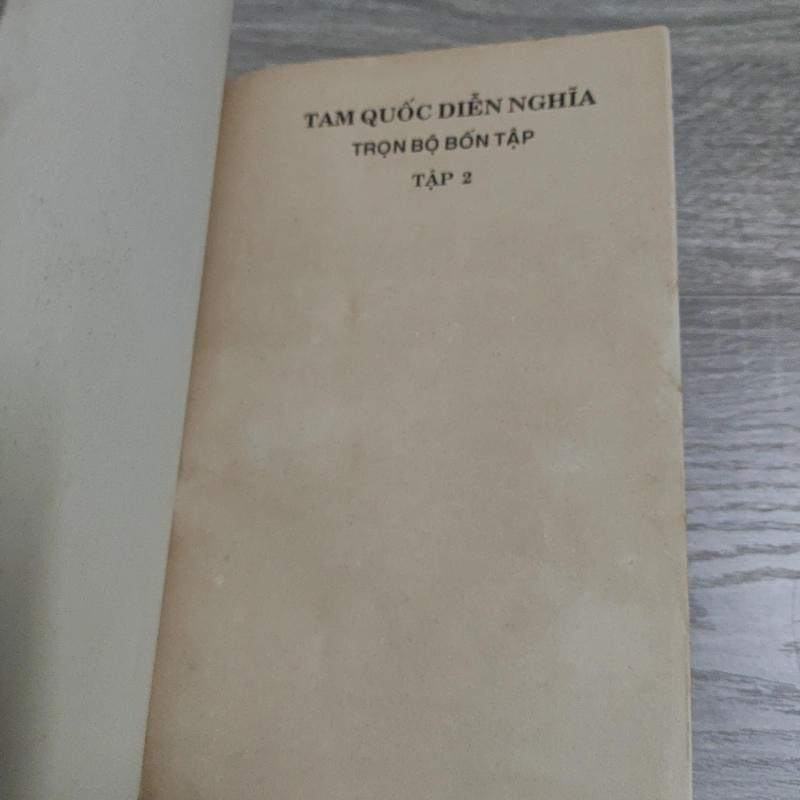 TAM QUỐC DIỄN NGHĨA
TRỌN BỘ BỐN TẬP
TẬP 2